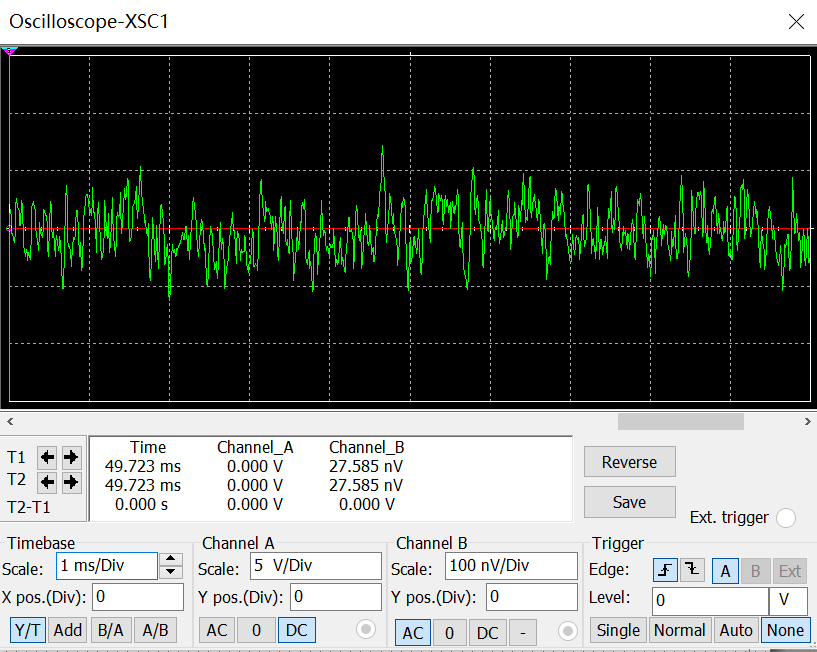 Oscilloscope-XSC1
T1
T2
T2-T1
Time Channel_A Channel_B
49.723 ms 0.000 V 27.585 nV
49.723 ms 0.000 V 27.585 nV
0.000 s 0.000 V 0.000 V
Reverse
Save
Ext. trigger
Timebase
Scale: 1 ms/Div
X pos.(Div): 0
Y/T Add B/A A/B
Channel A
Scale: 5 V/Div
Y pos.(Div): 0
AC 0 DC
Channel B
Scale: 100 nV/Div
Y pos.(Div): 0
AC 0 DC -
Trigger
Edge: A B Ext
Level: 0 V
Single Normal Auto None